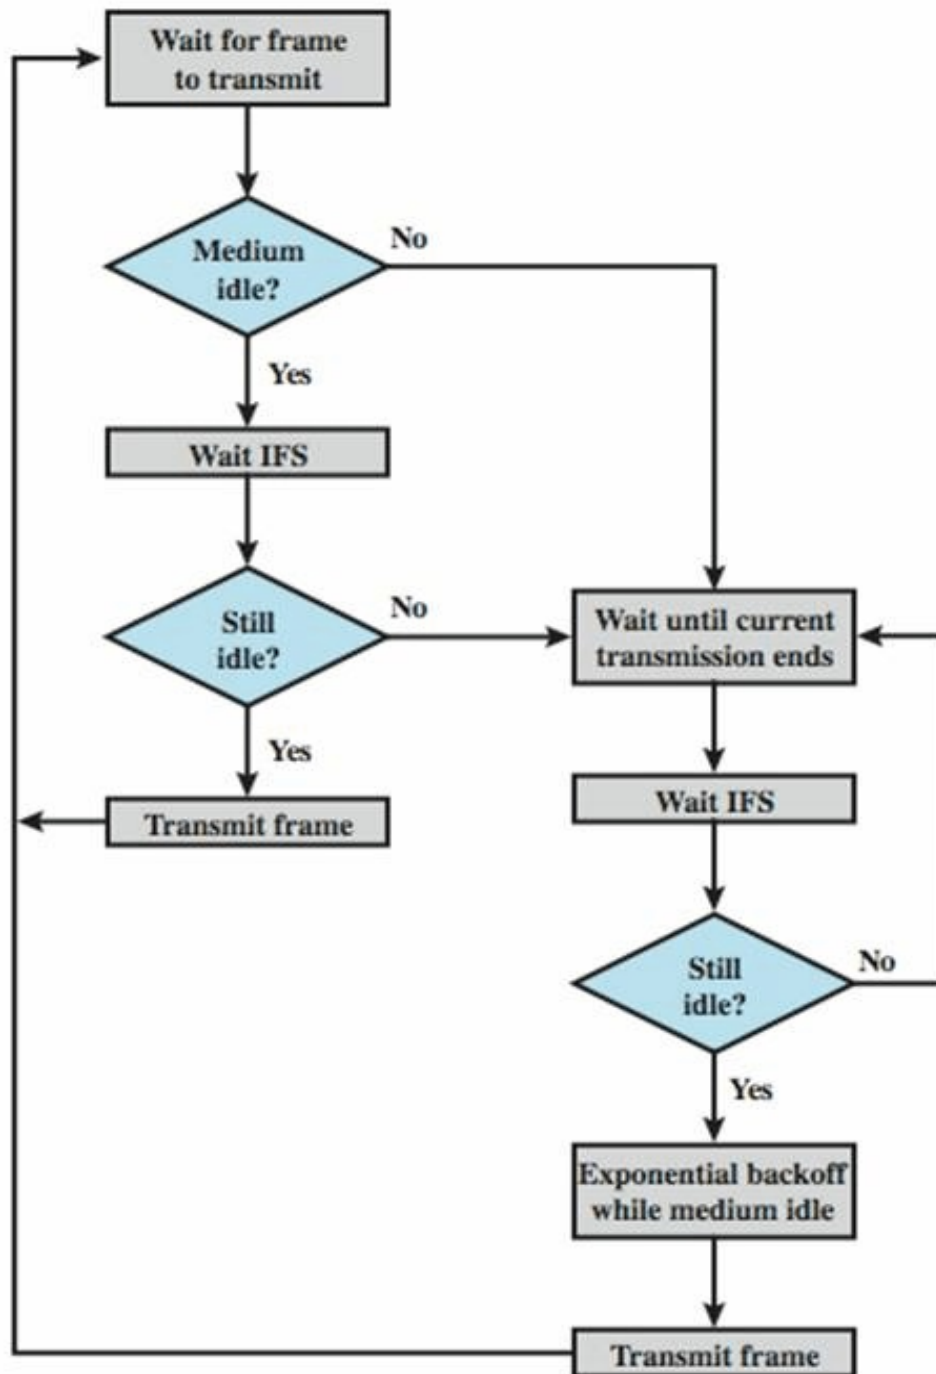 Wait for frame
to transmit
Medium
idle?
No
Yes
Wait IFS
Still
idle?
No
Yes
Transmit frame
Wait until current
transmission ends
Wait IFS
Still
idle?
No
Yes
Exponential backoff
while medium idle
Transmit frame